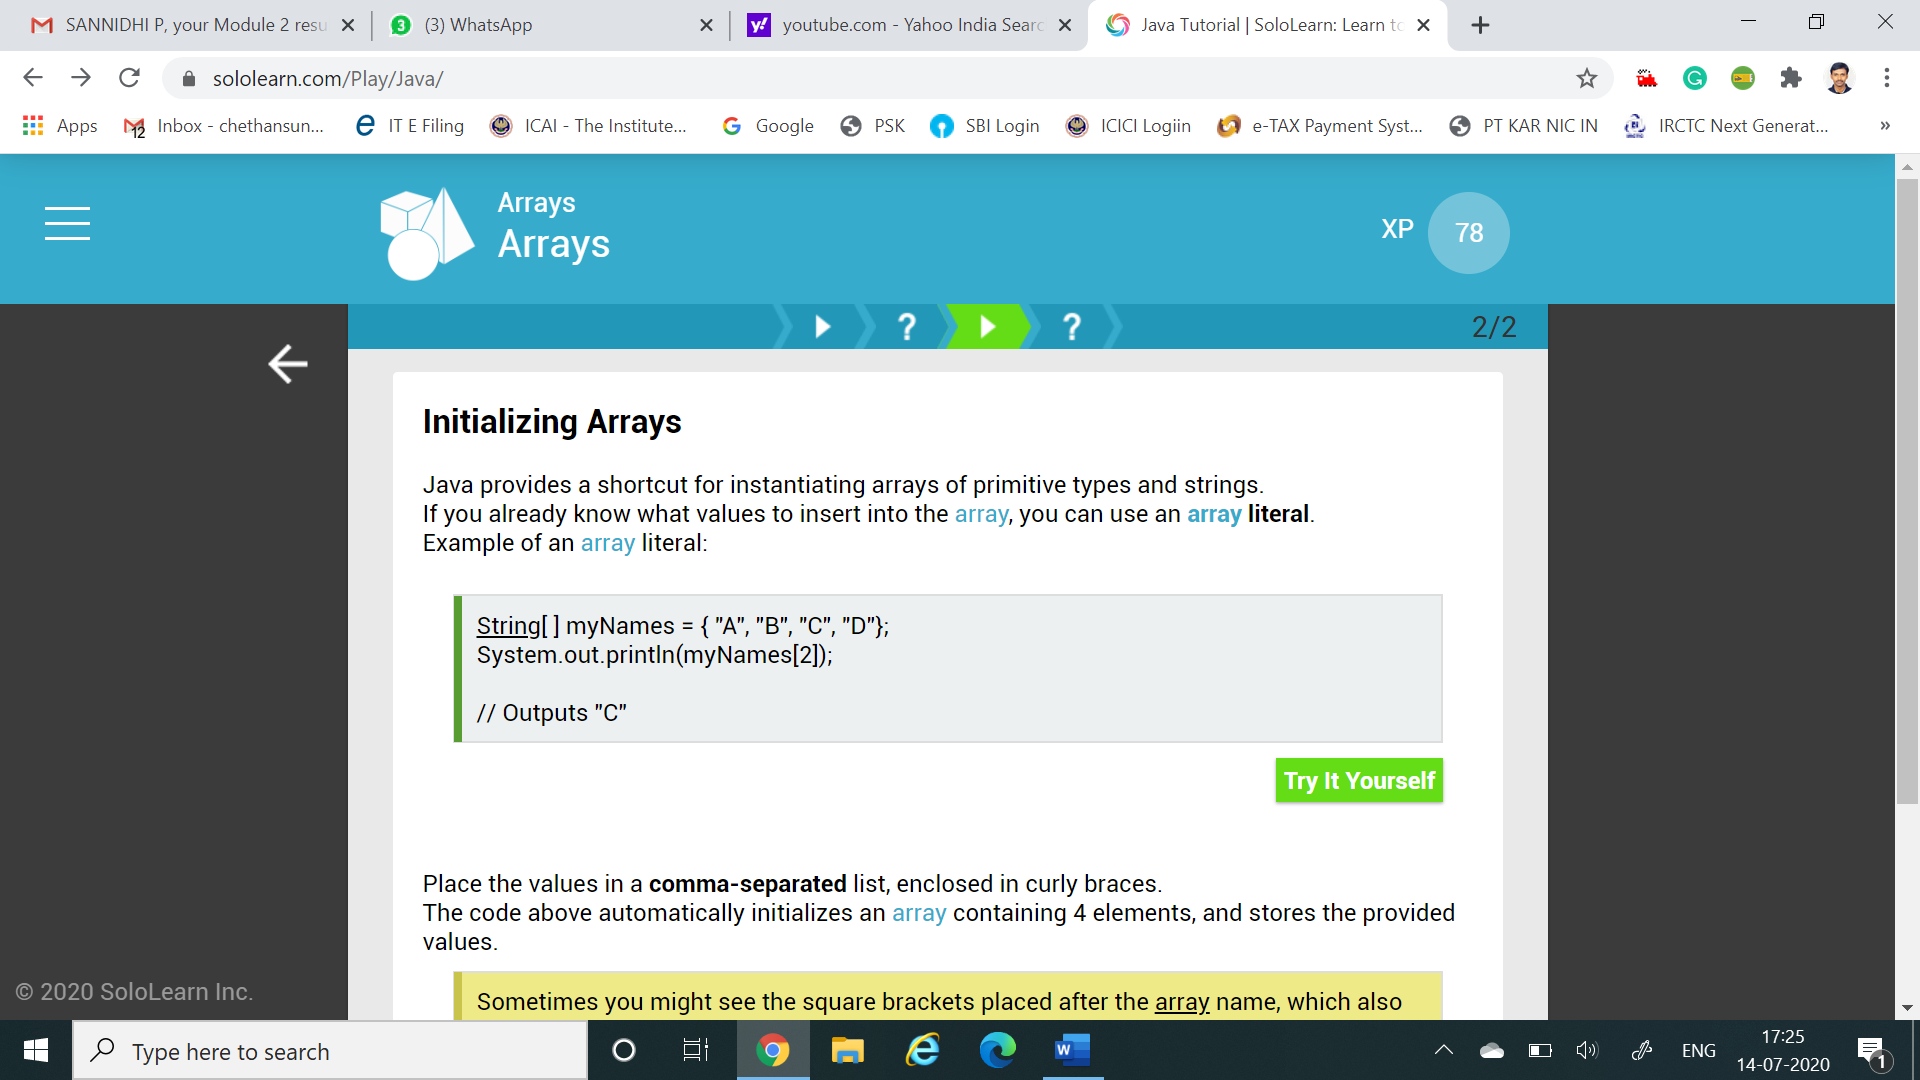 SANNIDHI P, your Module 2 resu
3 (3) WhatsApp
y! youtube.com - Yahoo India Searc
Java Tutorial | SoloLearn: Learn to
sololearn.com/Play/Java/
Apps
12 Inbox - chethansun...
IT E Filing
ICAI - The Institute...
Google
PSK
SBI Login
ICICI Logiin
e-TAX Payment Syst...
PT KAR NIC IN
IRCTC Next Generat...
»
Arrays
Arrays
XP 78
? ? 2/2
Initializing Arrays
Java provides a shortcut for instantiating arrays of primitive types and strings.
If you already know what values to insert into the array, you can use an array literal.
Example of an array literal:
String[ ] myNames = { "A", "B", "C", "D"};
System.out.println(myNames[2]);
// Outputs "C"
Try It Yourself
Place the values in a comma-separated list, enclosed in curly braces.
The code above automatically initializes an array containing 4 elements, and stores the provided
values.
© 2020 SoloLearn Inc.
Sometimes you might see the square brackets placed after the array name, which also
Type here to search
W
ENG
17:25
14-07-2020
1